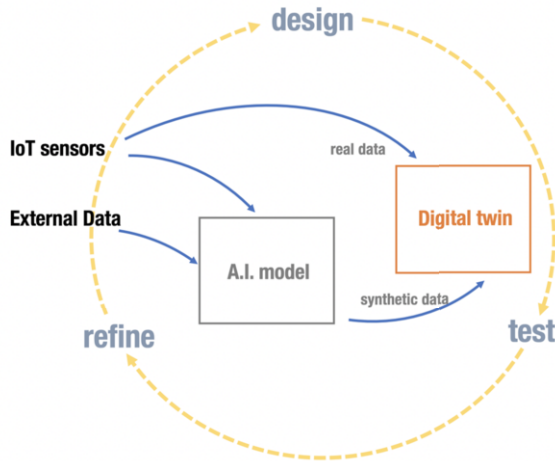 design
IoT sensors
real data
External Data
Digital twin
A.I. model
synthetic data
refine
test